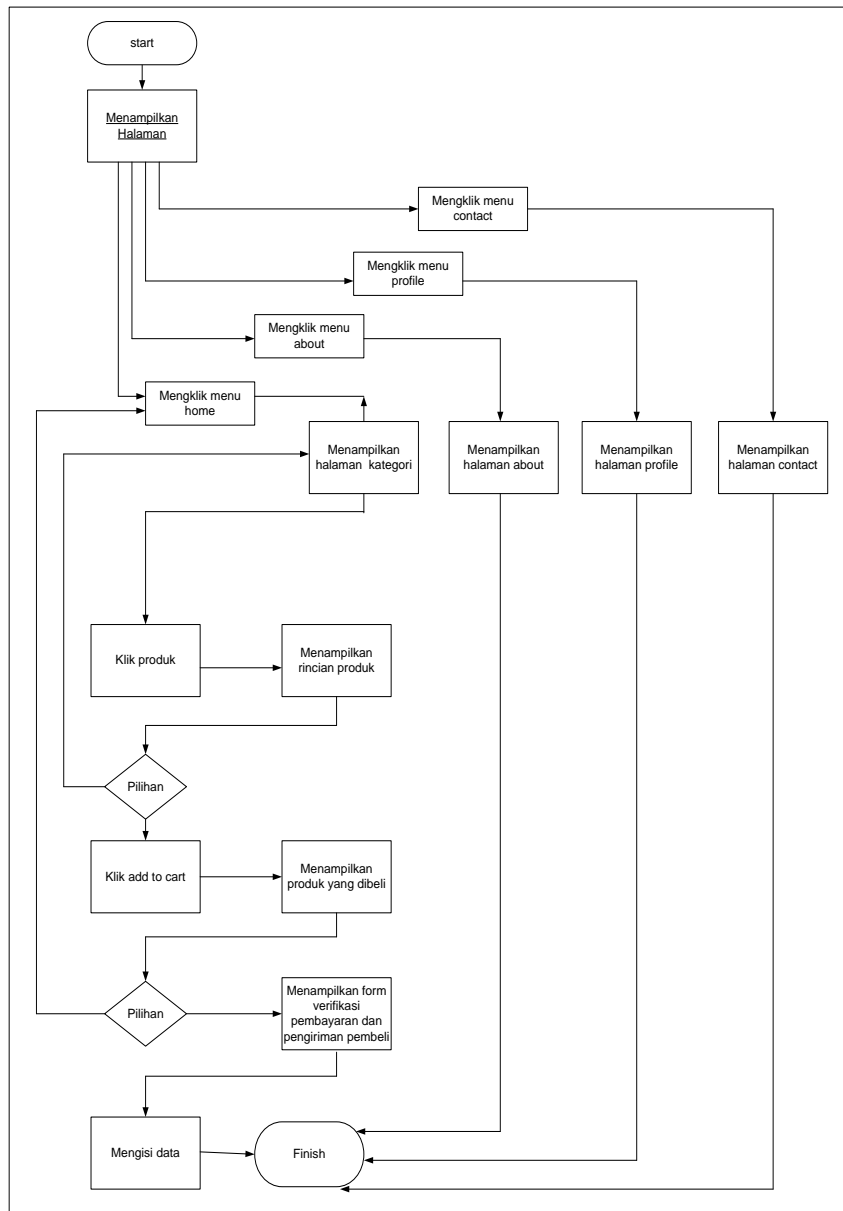 start
Menampilkan
Halaman
Mengklik menu
contact
Mengklik menu
profile
Mengklik menu
about
Mengklik menu
home
Menampilkan
halaman kategori
Menampilkan
halaman about
Menampilkan
halaman profile
Menampilkan
halaman contact
Klik produk
Menampilkan
rincian produk
Pilihan
Klik add to cart
Menampilkan
produk yang dibeli
Pilihan
Menampilkan form
verifikasi
pembayaran dan
pengiriman pembeli
Mengisi data
Finish